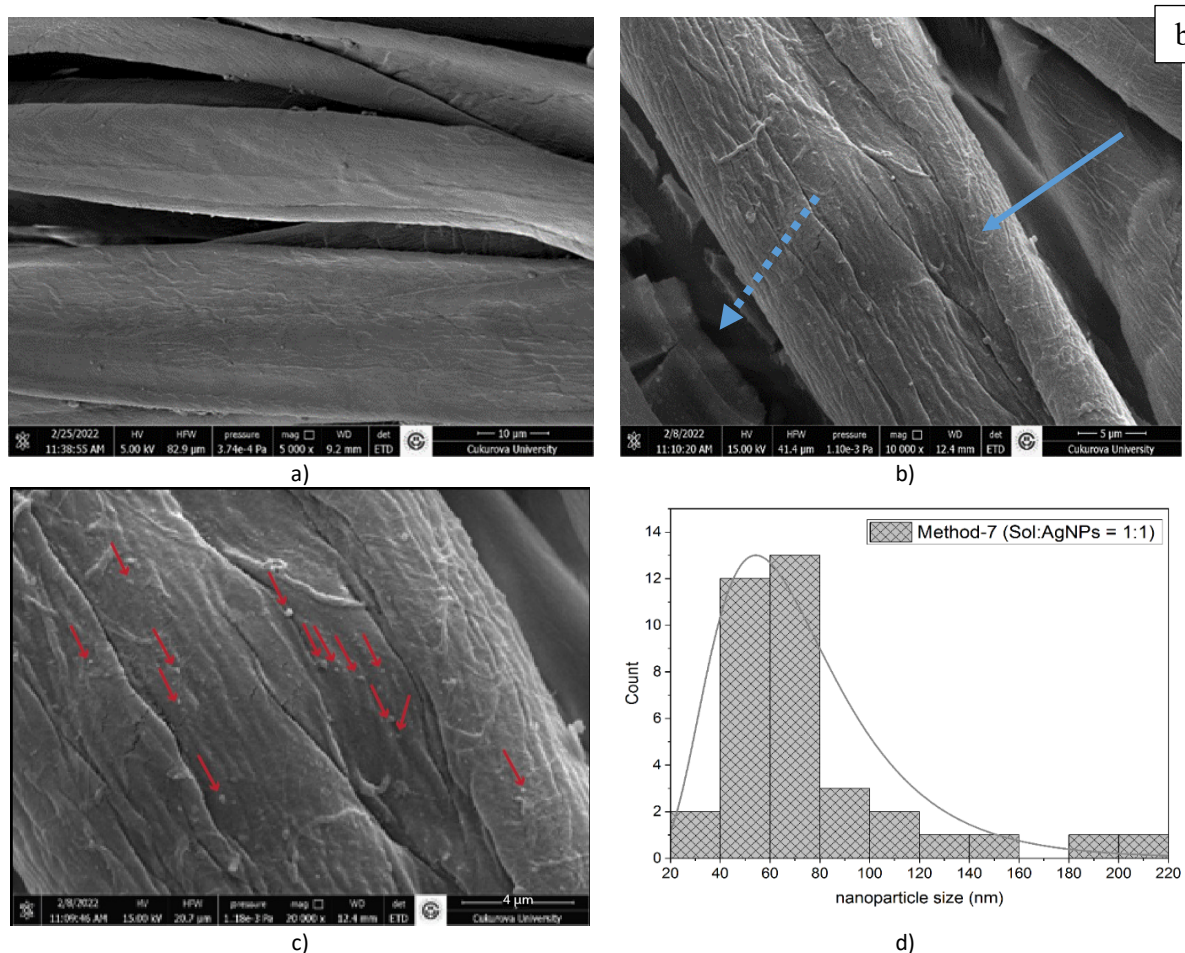 b
2/25/2022 HV HFW pressure mag WD det 10 µm
11:38:55 AM 5.00 kV 82.9 µm 3.74e-4 Pa 5 000 x 9.2 mm ETD Cukurova University
a)
2/8/2022 HV HFW pressure mag WD det 5 µm
11:10:20 AM 15.00 kV 41.4 µm 1.10e-3 Pa 10 000 x 12.4 mm ETD Cukurova University
b)
2/8/2022 HV HFW pressure mag WD det 4 µm
11:09:46 AM 15.00 kV 20.7 µm 1.18e-3 Pa 20 000 x 12.4 mm ETD Cukurova University
c)
Method-7 (Sol:AgNPs = 1:1)
14
12
10
8
6
4
2
0
Count
20 40 60 80 100 120 140 160 180 200 220
nanoparticle size (nm)
d)